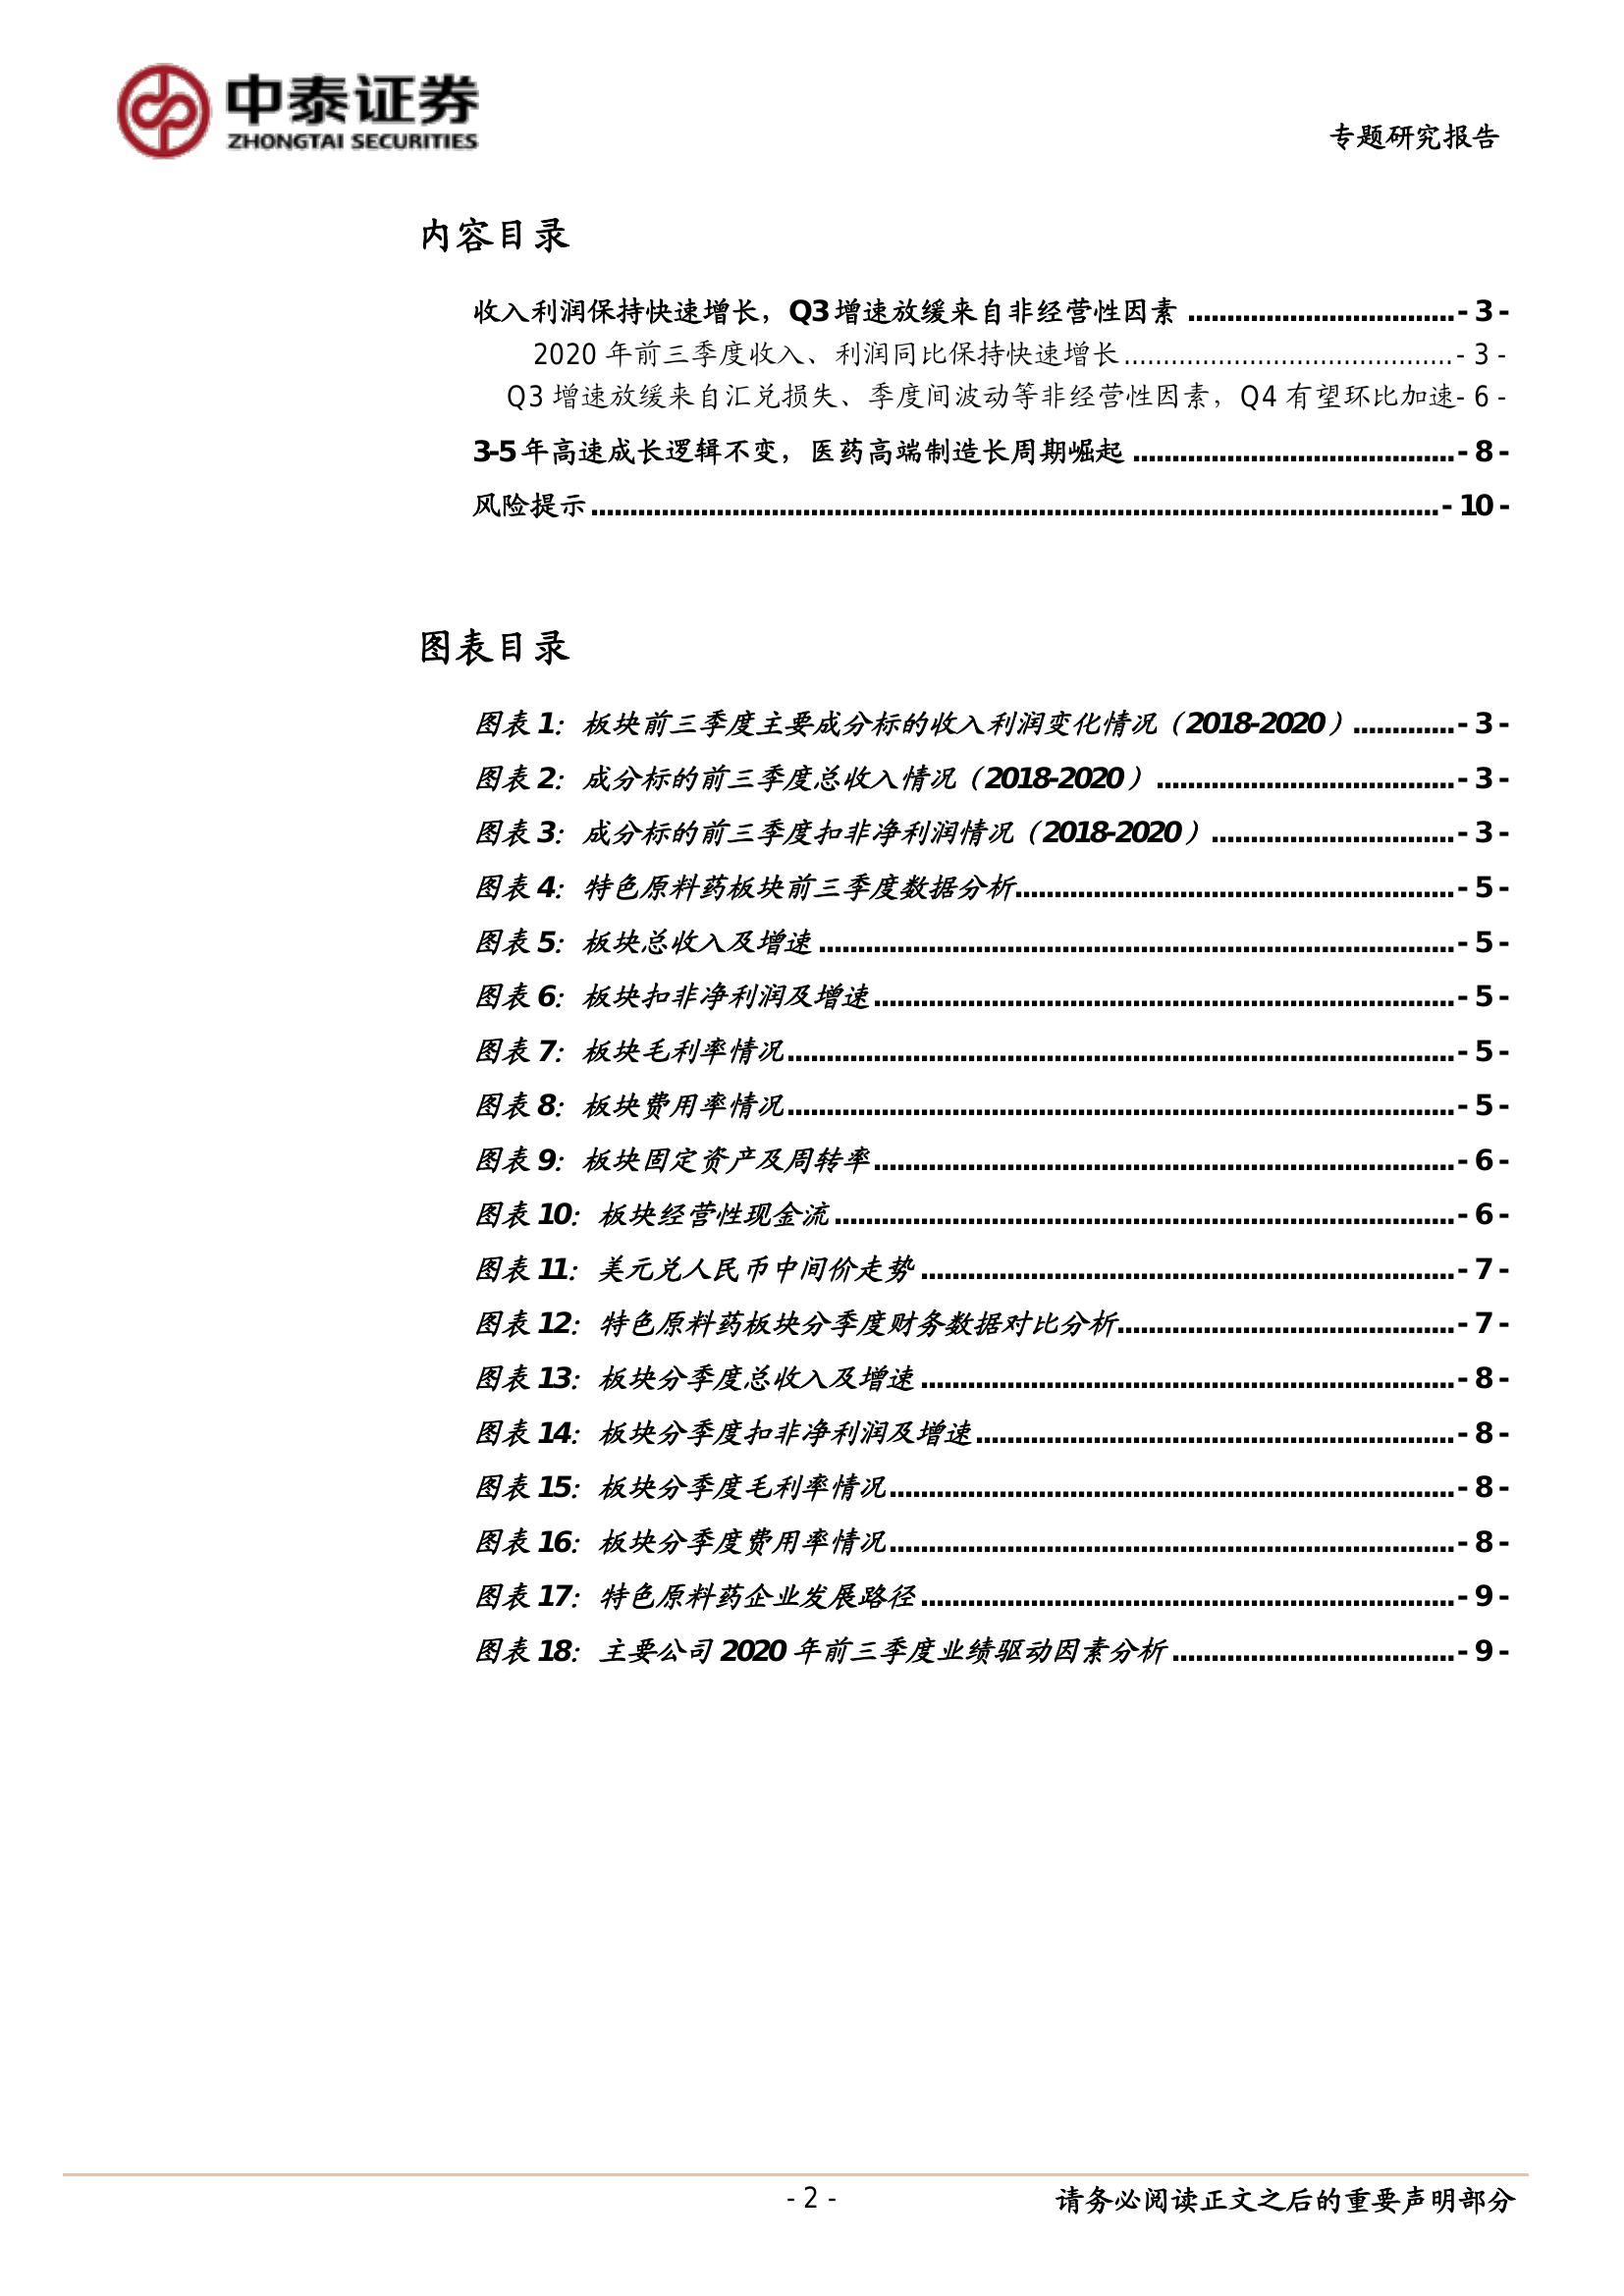 中泰证券
ZHONGTAI SECURITIES
专题研究报告
内容目录
收入利润保持快速增长，Q3增速放缓来自非经营性因素 ..................................- 3 -
2020 年前三季度收入、利润同比保持快速增长..........................................- 3 -
Q3 增速放缓来自汇兑损失、季度间波动等非经营性因素，Q4 有望环比加速- 6 -
3-5年高速成长逻辑不变，医药高端制造长周期崛起 .........................................- 8 -
风险提示............................................................................................................- 10 -
图表目录
图表 1：板块前三季度主要成分标的收入利润变化情况（2018-2020）.............- 3 -
图表 2：成分标的前三季度总收入情况（2018-2020）......................................- 3 -
图表 3：成分标的前三季度扣非净利润情况（2018-2020）...............................- 3 -
图表 4：特色原料药板块前三季度数据分析........................................................- 5 -
图表 5：板块总收入及增速.................................................................................- 5 -
图表 6：板块扣非净利润及增速..........................................................................- 5 -
图表 7：板块毛利率情况.....................................................................................- 5 -
图表 8：板块费用率情况.....................................................................................- 5 -
图表 9：板块固定资产及周转率..........................................................................- 6 -
图表 10：板块经营性现金流...............................................................................- 6 -
图表 11：美元兑人民币中间价走势....................................................................- 7 -
图表 12：特色原料药板块分季度财务数据对比分析...........................................- 7 -
图表 13：板块分季度总收入及增速....................................................................- 8 -
图表 14：板块分季度扣非净利润及增速.............................................................- 8 -
图表 15：板块分季度毛利率情况........................................................................- 8 -
图表 16：板块分季度费用率情况........................................................................- 8 -
图表 17：特色原料药企业发展路径....................................................................- 9 -
图表 18：主要公司 2020 年前三季度业绩驱动因素分析....................................- 9 -
- 2 -
请务必阅读正文之后的重要声明部分